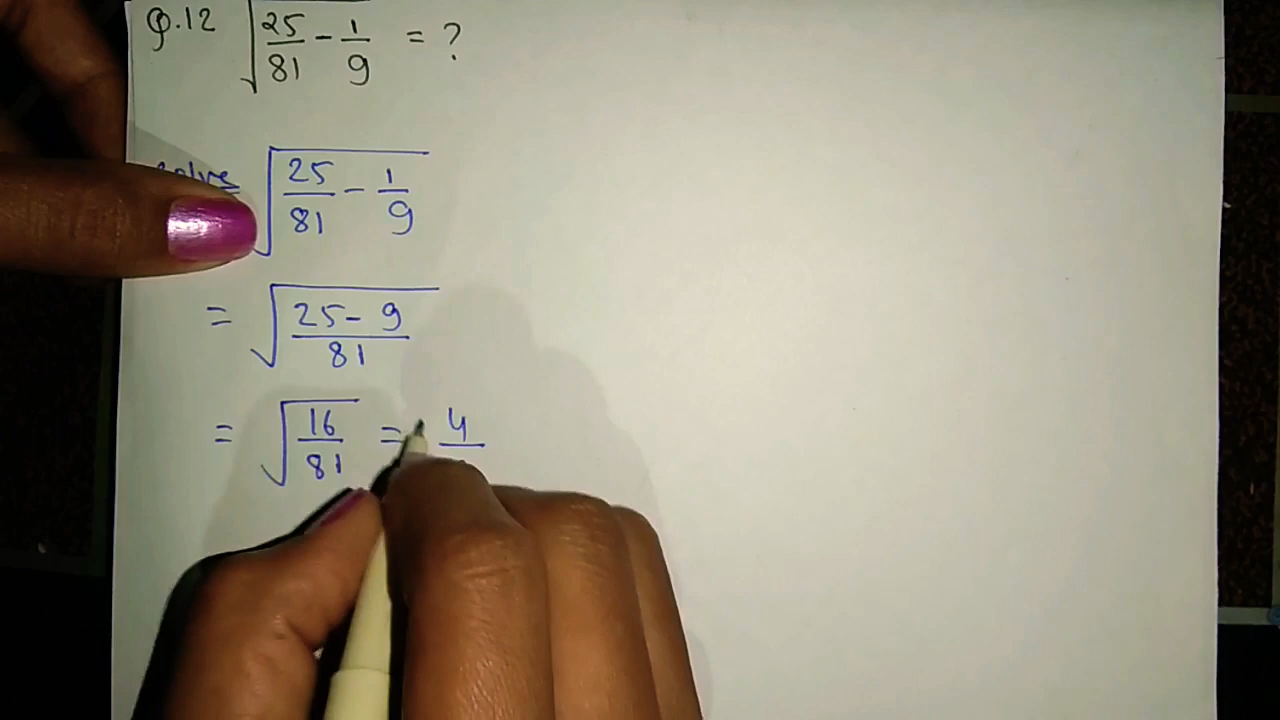 Q.12 √(25/81 - 1/9) = ?
Solve √(25/81 - 1/9)
= √((25 - 9)/81)
= √(16/81) = 4/